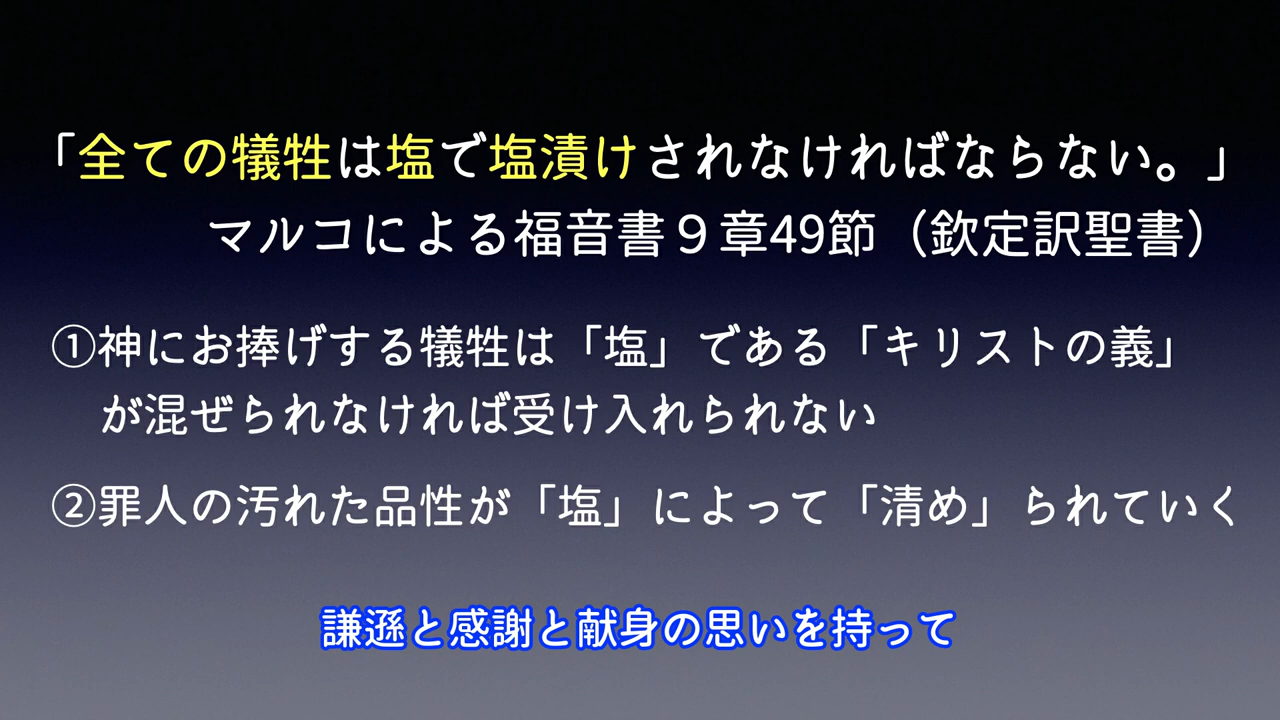 「全ての犠牲は塩で塩漬けされなければならない。」
マルコによる福音書９章49節（欽定訳聖書）
①神にお捧げする犠牲は「塩」である「キリストの義」
が混ぜられなければ受け入れられない
②罪人の汚れた品性が「塩」によって「清め」られていく
謙遜と感謝と献身の思いを持って